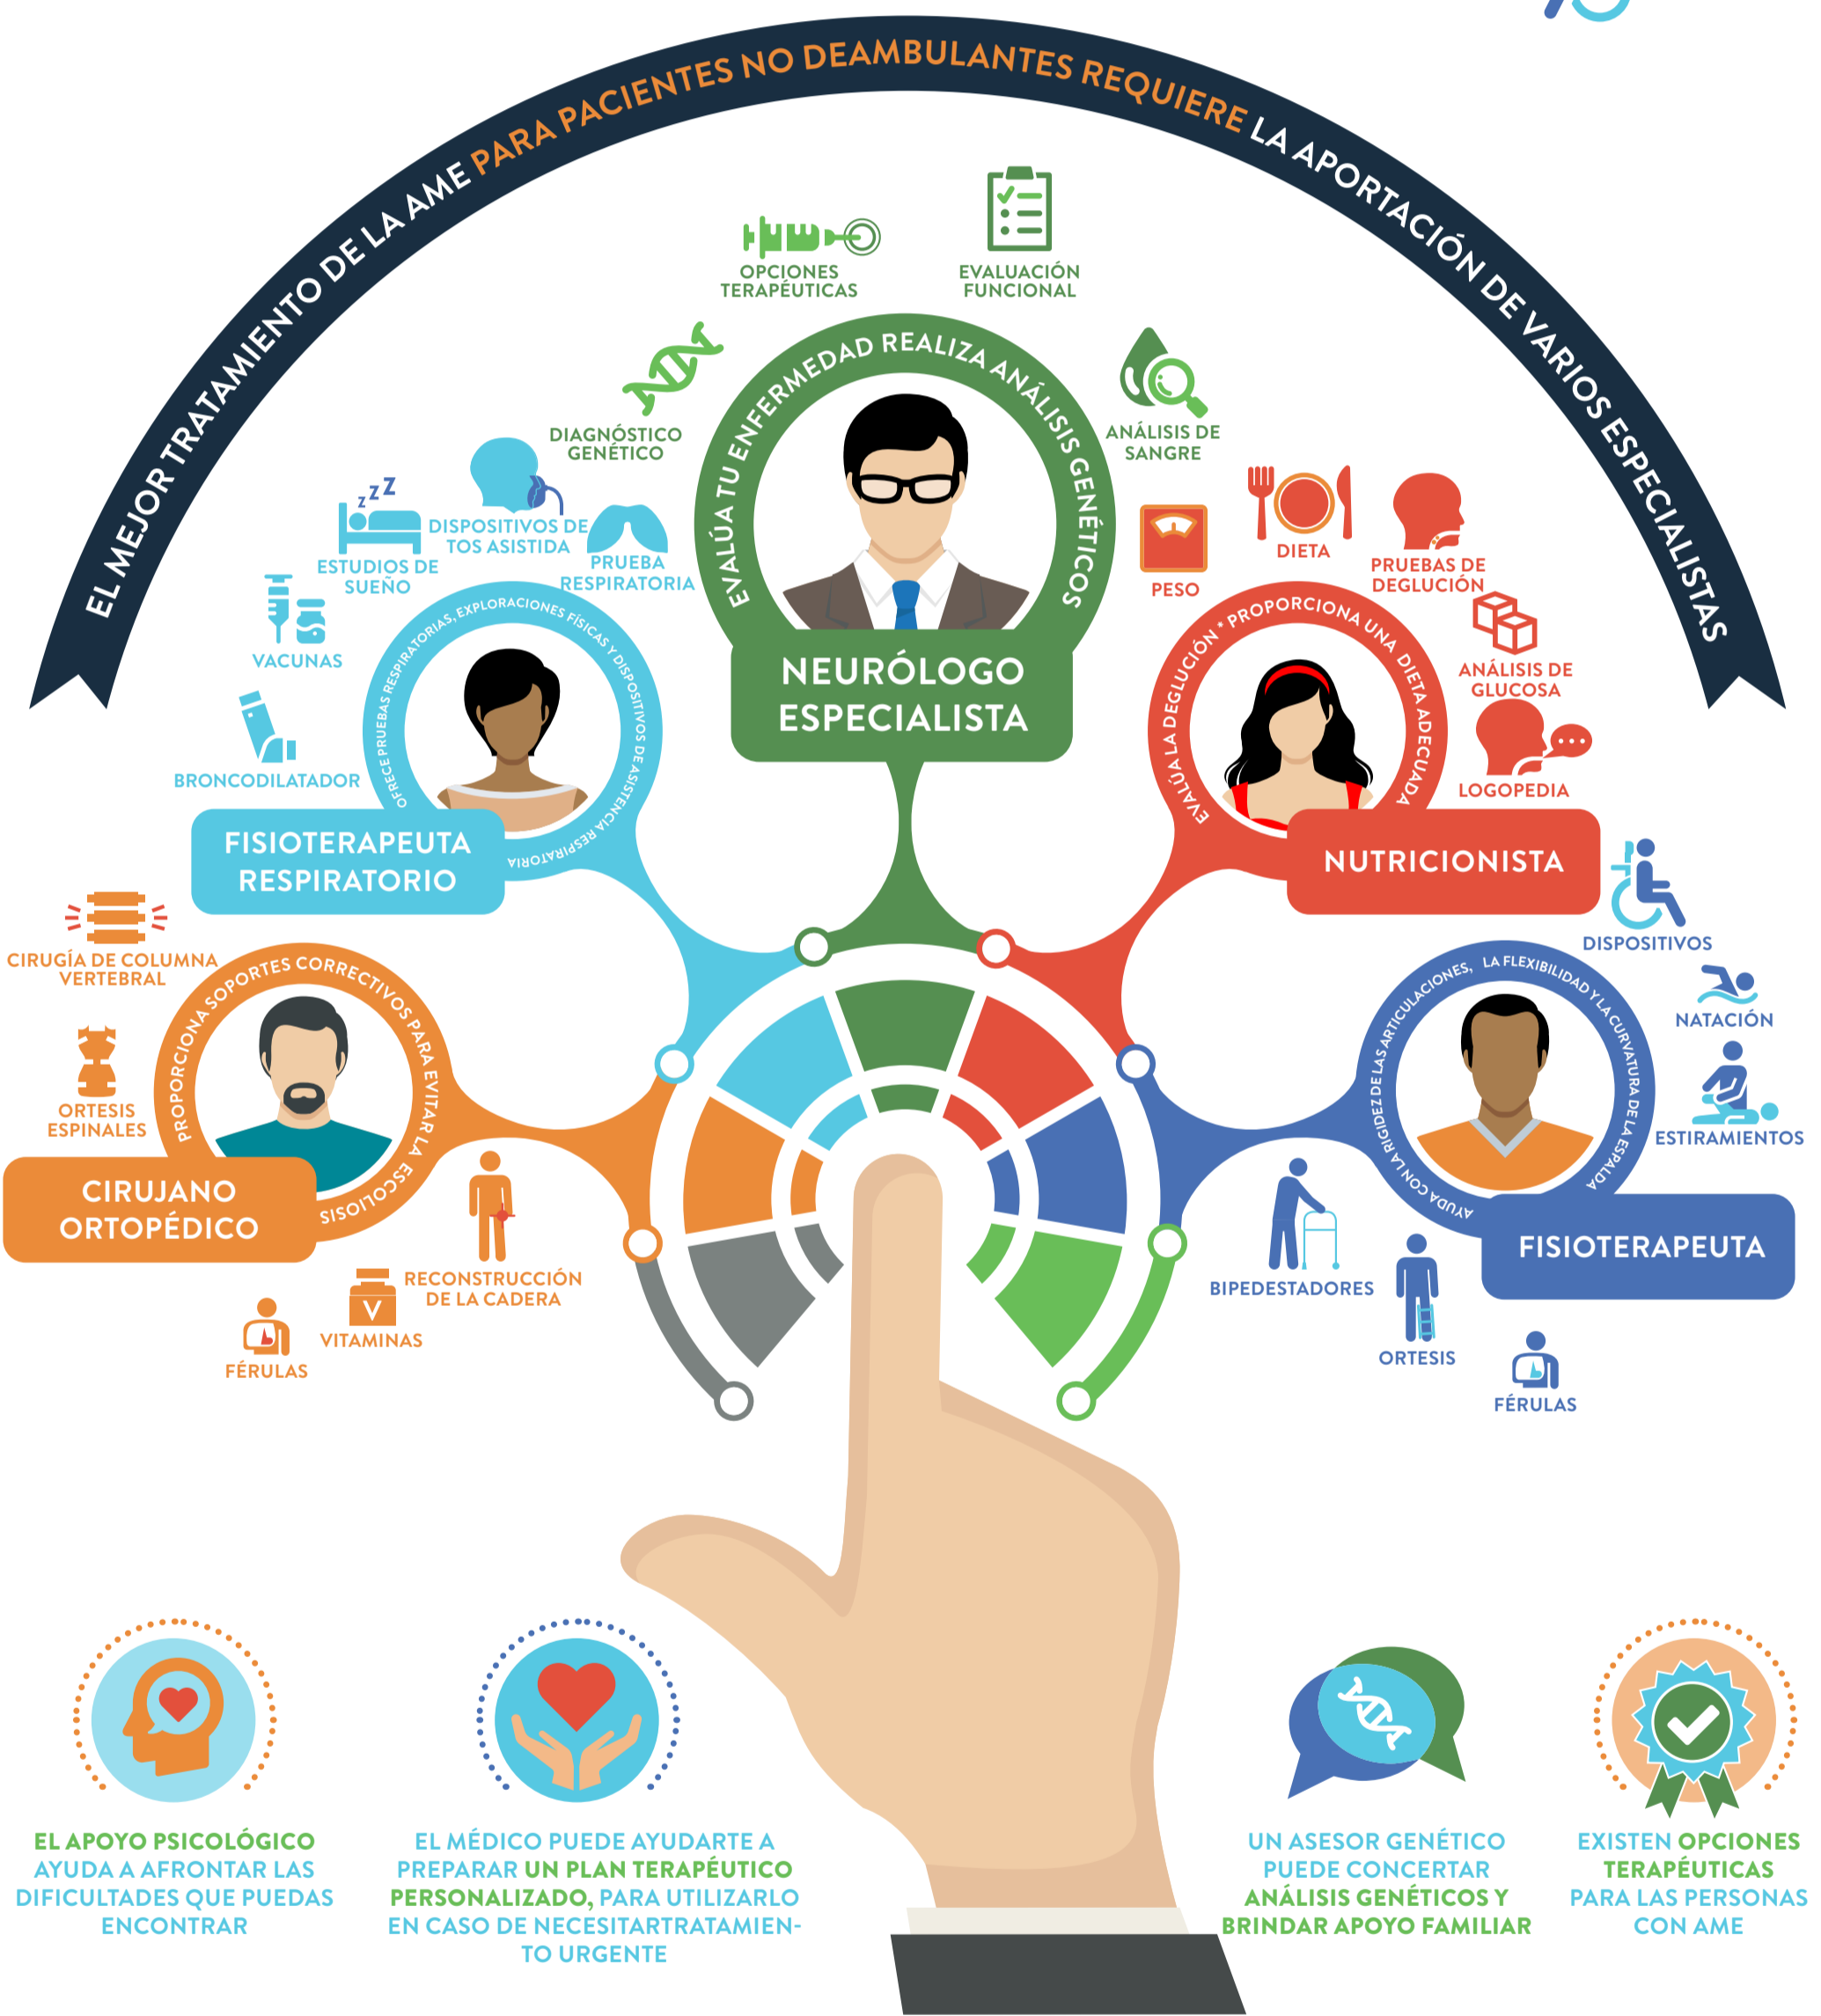 EL MEJOR TRATAMIENTO DE LA AME PARA PACIENTES NO DEAMBULANTES REQUIERE LA APORTACIÓN DE VARIOS ESPECIALISTAS
OPCIONES
TERAPÉUTICAS
EVALUACIÓN
FUNCIONAL
DIAGNÓSTICO
GENÉTICO
ANÁLISIS DE
SANGRE
EVALÚA TU ENFERMEDAD REALIZA ANÁLISIS GENÉTICOS
NEURÓLOGO
ESPECIALISTA
DISPOSITIVOS DE
TOS ASISTIDA
PRUEBA
RESPIRATORIA
ESTUDIOS DE
SUEÑO
zzZ
VACUNAS
BRONCODILATADOR
OFRECE PRUEBAS RESPIRATORIAS, EXPLORACIONES FÍSICAS Y DISPOSITIVOS DE ASISTENCIA RESPIRATORIA
FISIOTERAPEUTA
RESPIRATORIO
PESO
DIETA
PRUEBAS DE
DEGLUCIÓN
ANÁLISIS DE
GLUCOSA
LOGOPEDIA
EVALÚA LA DEGLUCIÓN * PROPORCIONA UNA DIETA ADECUADA
NUTRICIONISTA
CIRUGÍA DE COLUMNA
VERTEBRAL
ORTESIS
ESPINALES
PROPORCIONA SOPORTES CORRECTIVOS PARA EVITAR LA ESCOLIOSIS
CIRUJANO
ORTOPÉDICO
RECONSTRUCCIÓN
DE LA CADERA
V
VITAMINAS
FÉRULAS
DISPOSITIVOS
NATACIÓN
ESTIRAMIENTOS
AYUDA CON LA RIGIDEZ DE LAS ARTICULACIONES, LA FLEXIBILIDAD Y LA CURVATURA DE LA ESPALDA
FISIOTERAPEUTA
BIPEDESTADORES
ORTESIS
FÉRULAS
EL APOYO PSICOLÓGICO
AYUDA A AFRONTAR LAS
DIFICULTADES QUE PUEDAS
ENCONTRAR
EL MÉDICO PUEDE AYUDARTE A
PREPARAR UN PLAN TERAPÉUTICO
PERSONALIZADO, PARA UTILIZARLO
EN CASO DE NECESITARTRATAMIEN-
TO URGENTE
UN ASESOR GENÉTICO
PUEDE CONCERTAR
ANÁLISIS GENÉTICOS Y
BRINDAR APOYO FAMILIAR
EXISTEN OPCIONES
TERAPÉUTICAS
PARA LAS PERSONAS
CON AME